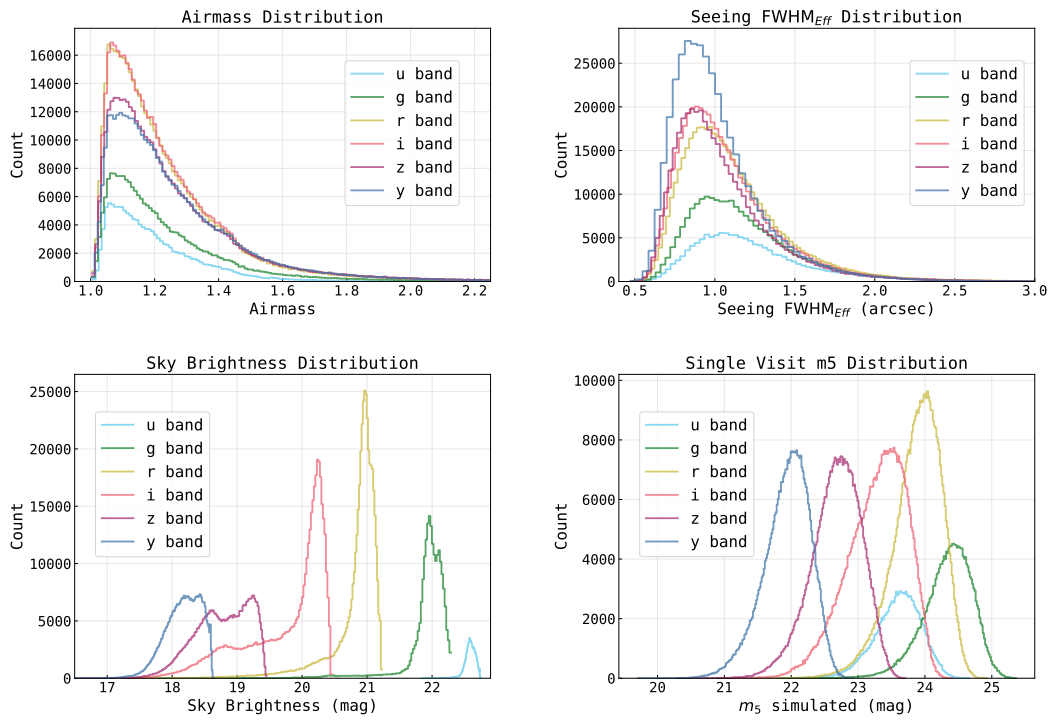 Airmass Distribution
Count
16000
14000
12000
10000
8000
6000
4000
2000
0
u band
g band
r band
i band
z band
y band
1.0 1.2 1.4 1.6 1.8 2.0 2.2
Airmass
Seeing FWHM_Eff Distribution
Count
25000
20000
15000
10000
5000
0
u band
g band
r band
i band
z band
y band
0.5 1.0 1.5 2.0 2.5 3.0
Seeing FWHM_Eff (arcsec)
Sky Brightness Distribution
Count
25000
20000
15000
10000
5000
0
u band
g band
r band
i band
z band
y band
17 18 19 20 21 22
Sky Brightness (mag)
Single Visit m5 Distribution
Count
10000
8000
6000
4000
2000
0
u band
g band
r band
i band
z band
y band
20 21 22 23 24 25
m_5 simulated (mag)